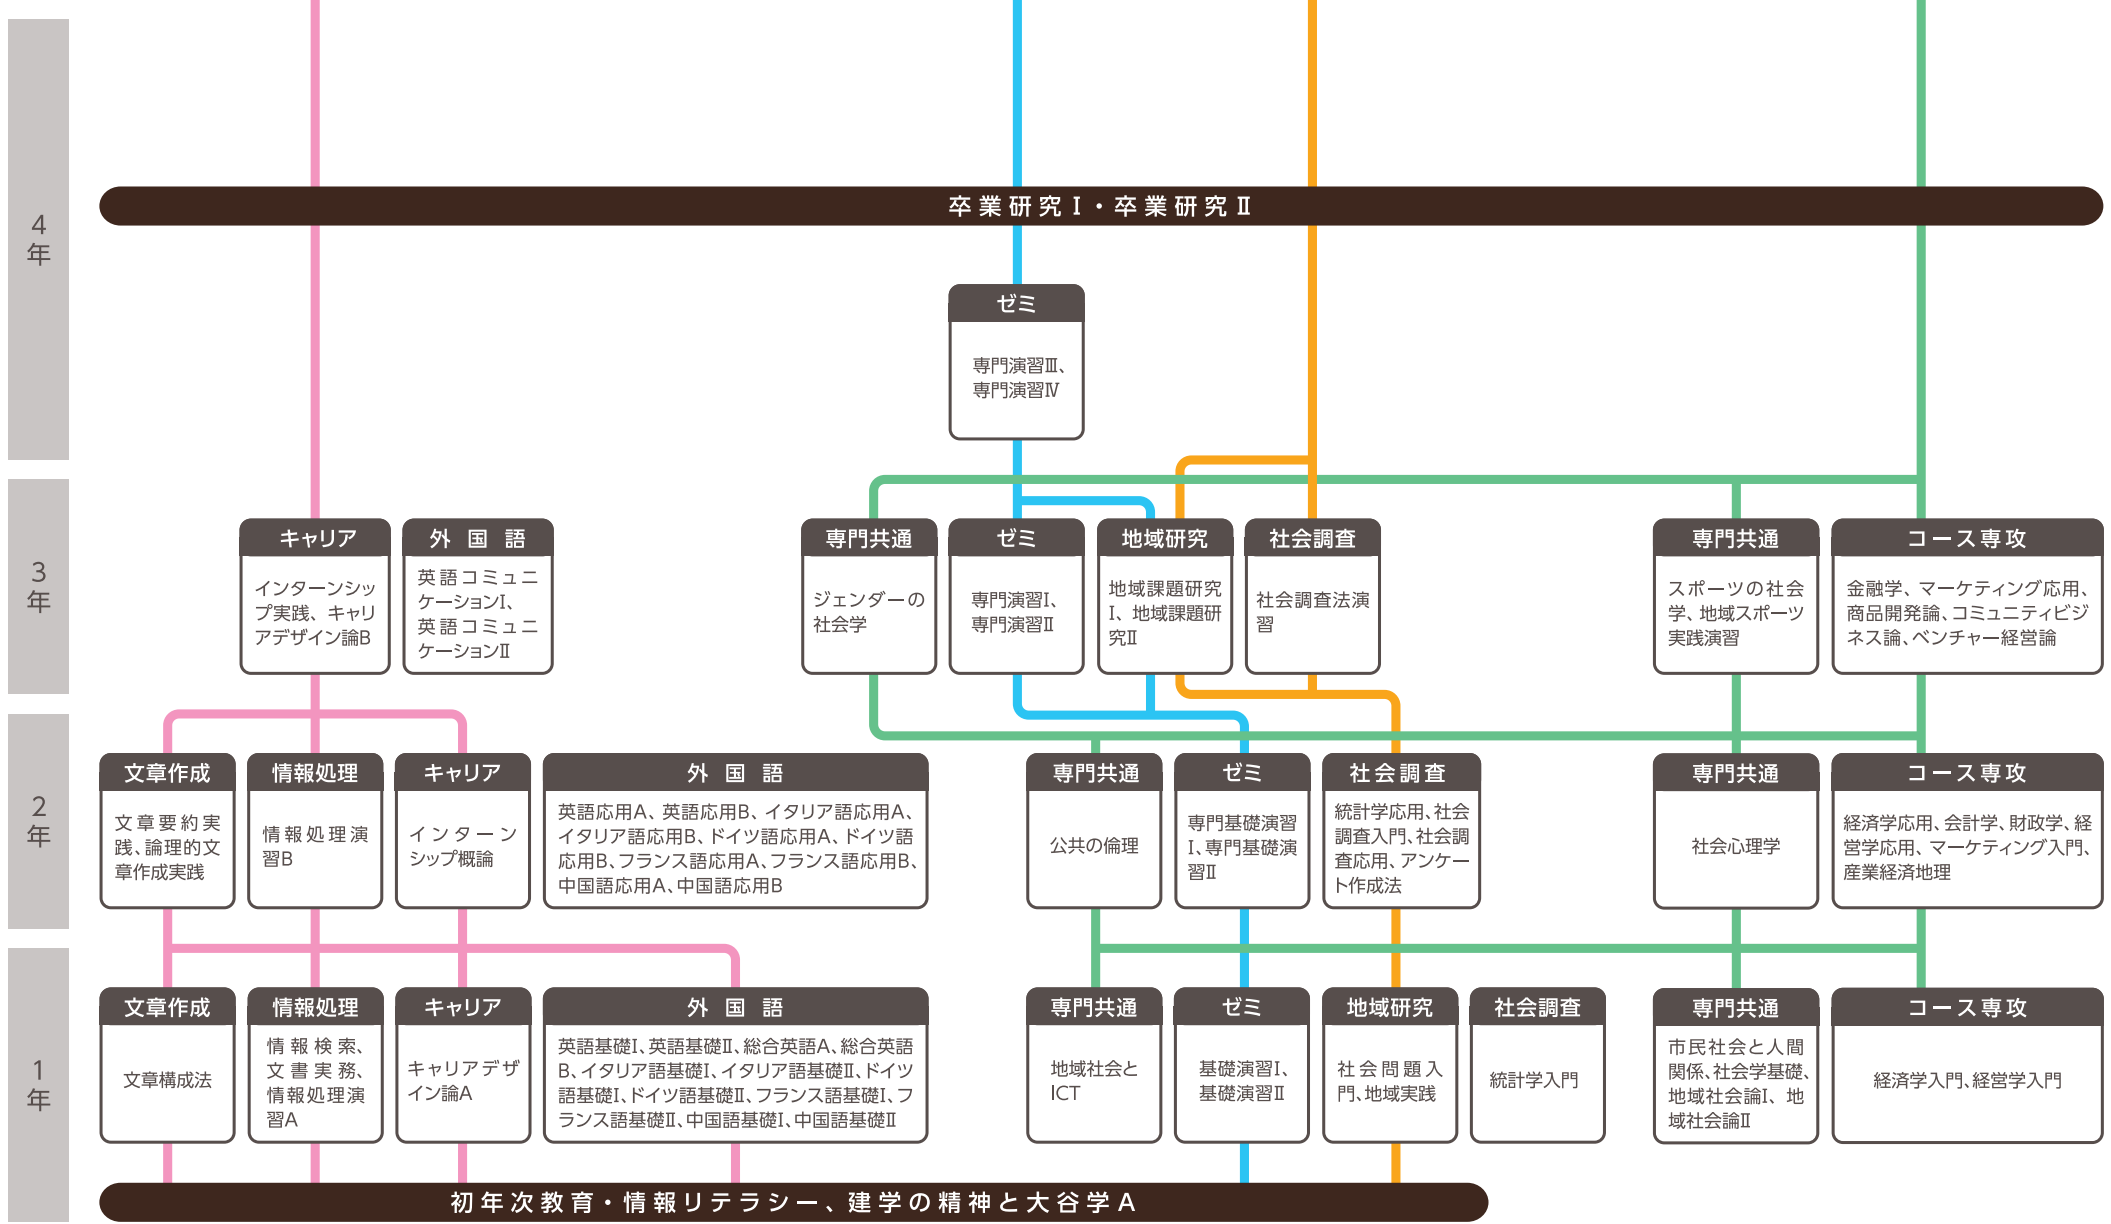 4
年
卒業研究Ⅰ・卒業研究Ⅱ
ゼミ
専門演習Ⅲ、
専門演習Ⅳ
3
年
キャリア
インターンシッ
プ実践、キャリ
アデザイン論B
外国語
英語コミュニ
ケーションⅠ、
英語コミュニ
ケーションⅡ
専門共通
ジェンダーの
社会学
ゼミ
専門演習Ⅰ、
専門演習Ⅱ
地域研究
地域課題研究
Ⅰ、地域課題研
究Ⅱ
社会調査
社会調査法演
習
専門共通
スポーツの社会
学、地域スポーツ
実践演習
コース専攻
金融学、マーケティング応用、
商品開発論、コミュニティビジ
ネス論、ベンチャー経営論
2
年
文章作成
文章要約実
践、論理的文
章作成実践
情報処理
情報処理演
習B
キャリア
インターン
シップ概論
外国語
英語応用A、英語応用B、イタリア語応用A、
イタリア語応用B、ドイツ語応用A、ドイツ語
応用B、フランス語応用A、フランス語応用B、
中国語応用A、中国語応用B
専門共通
公共の倫理
ゼミ
専門基礎演習
Ⅰ、専門基礎演
習Ⅱ
社会調査
統計学応用、社会
調査入門、社会調
査応用、アンケー
ト作成法
専門共通
社会心理学
コース専攻
経済学応用、会計学、財政学、経
営学応用、マーケティング入門、
産業経済地理
1
年
文章作成
文章構成法
情報処理
情報検索、
文書実務、
情報処理演
習A
キャリア
キャリアデザ
イン論A
外国語
英語基礎Ⅰ、英語基礎Ⅱ、総合英語A、総合英語
B、イタリア語基礎Ⅰ、イタリア語基礎Ⅱ、ドイツ
語基礎Ⅰ、ドイツ語基礎Ⅱ、フランス語基礎Ⅰ、フ
ランス語基礎Ⅱ、中国語基礎Ⅰ、中国語基礎Ⅱ
専門共通
地域社会と
ICT
ゼミ
基礎演習Ⅰ、
基礎演習Ⅱ
地域研究
社会問題入
門、地域実践
社会調査
統計学入門
専門共通
市民社会と人間
関係、社会学基礎、
地域社会論Ⅰ、地
域社会論Ⅱ
コース専攻
経済学入門、経営学入門
初年次教育・情報リテラシー、建学の精神と大谷学A